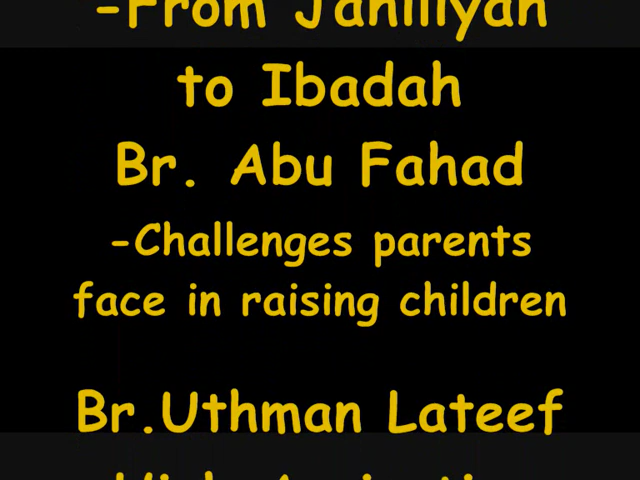 -From Jahiliyah
to Ibadah
Br. Abu Fahad
-Challenges parents
face in raising children
Br.Uthman Lateef